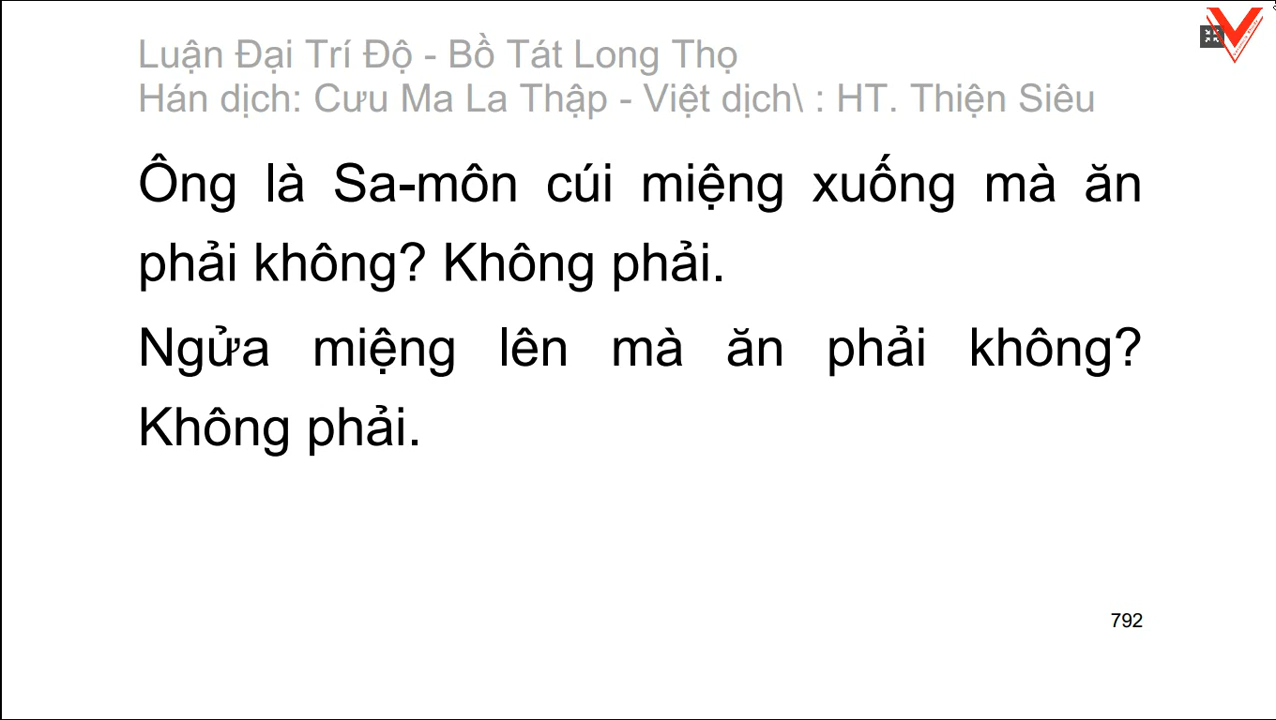 Luận Đại Trí Độ - Bồ Tát Long Thọ
Hán dịch: Cưu Ma La Thập - Việt dịch\ : HT. Thiện Siêu
Ông là Sa-môn cúi miệng xuống mà ăn
phải không? Không phải.
Ngửa miệng lên mà ăn phải không?
Không phải.
792